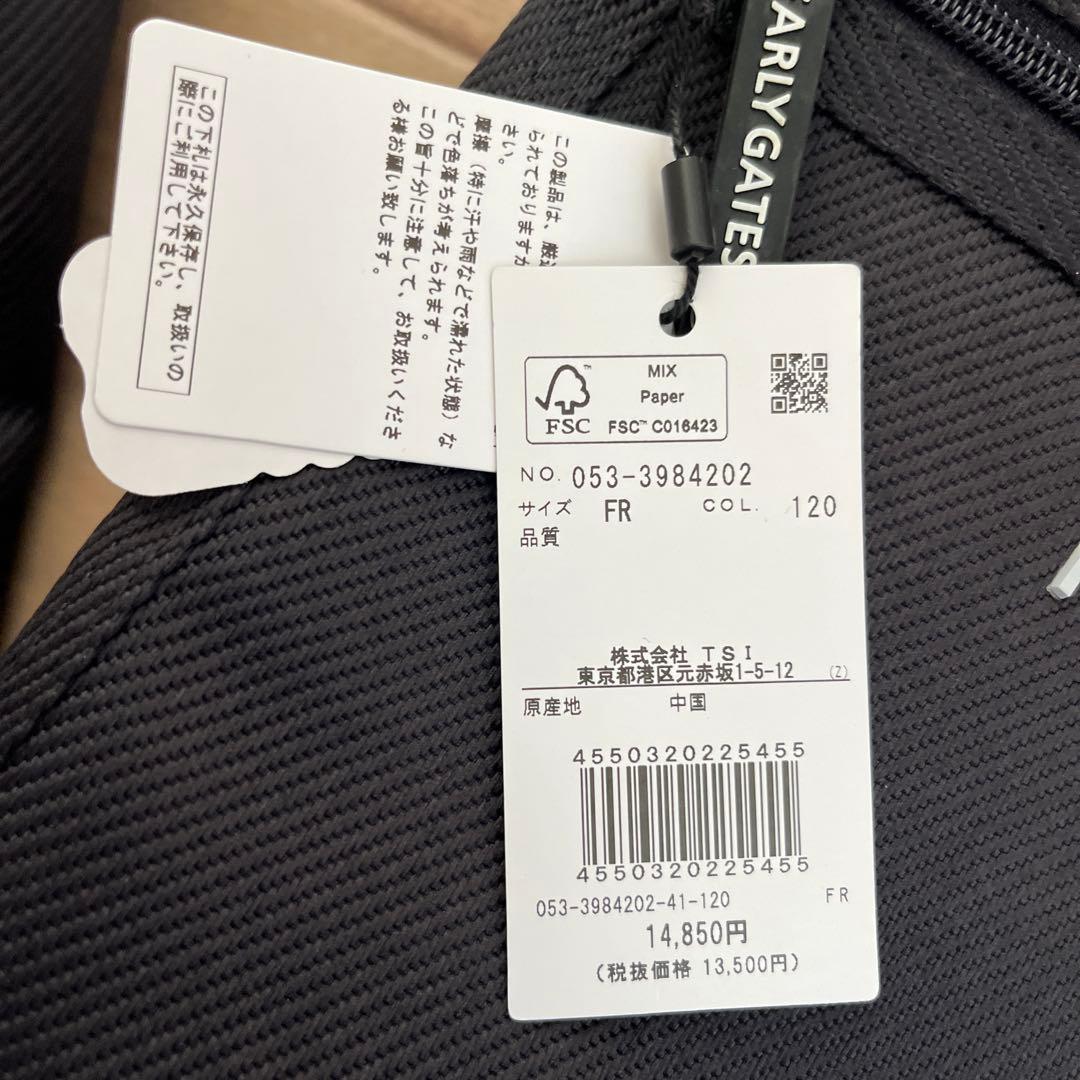 EARLY GATES
この製品は、
られておりますが
さい。
摩擦(特に汗や雨などで濡れた状態)な
どで色落ちが考えられます。
この旨十分に注意して、お取扱いくださ
る様お願い致します。
この下札は永久保存し、取扱いの
際にご利用して下さい。
FSC™
MIX
Paper
FSC™ C016423
NO. 053-3984202
サイズ FR COL. 120
品質
株式会社 TSI
東京都港区元赤坂1-5-12 (Z)
原産地 中国
4550320225455
4550320225455
053-3984202-41-120 FR
14,850円
(税抜価格 13,500円)